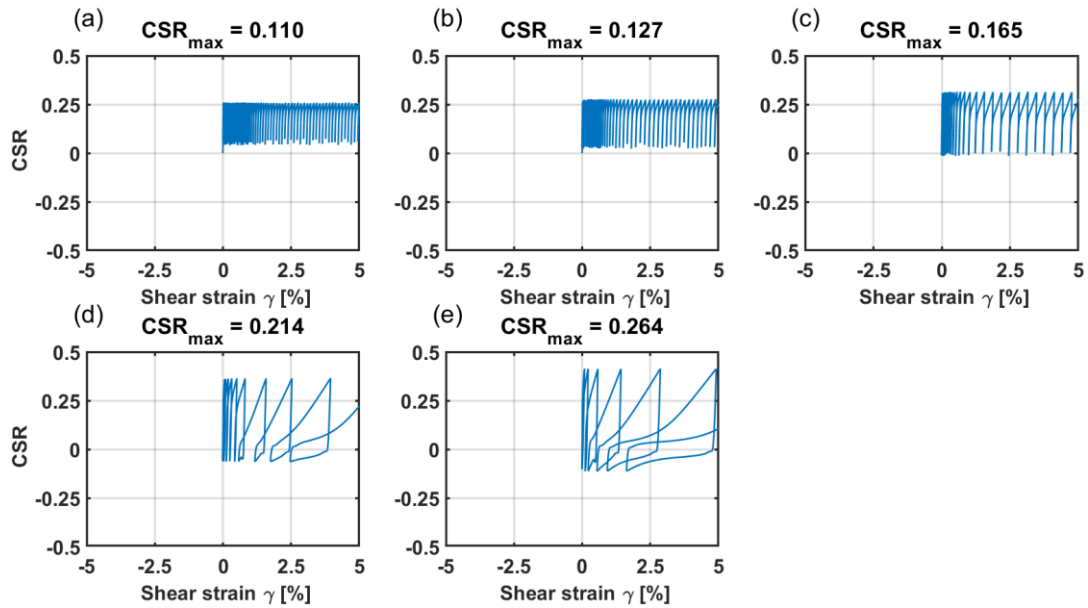 (a)
CSRmax = 0.110
0.5
0.25
0
-0.25
-0.5
CSR
-5 -2.5 0 2.5 5
Shear strain γ [%]
(b)
CSRmax = 0.127
0.5
0.25
0
-0.25
-0.5
-5 -2.5 0 2.5 5
Shear strain γ [%]
(c)
CSRmax = 0.165
0.5
0.25
0
-0.25
-0.5
-5 -2.5 0 2.5 5
Shear strain γ [%]
(d)
CSRmax = 0.214
0.5
0.25
0
-0.25
-0.5
CSR
-5 -2.5 0 2.5 5
Shear strain γ [%]
(e)
CSRmax = 0.264
0.5
0.25
0
-0.25
-0.5
-5 -2.5 0 2.5 5
Shear strain γ [%]